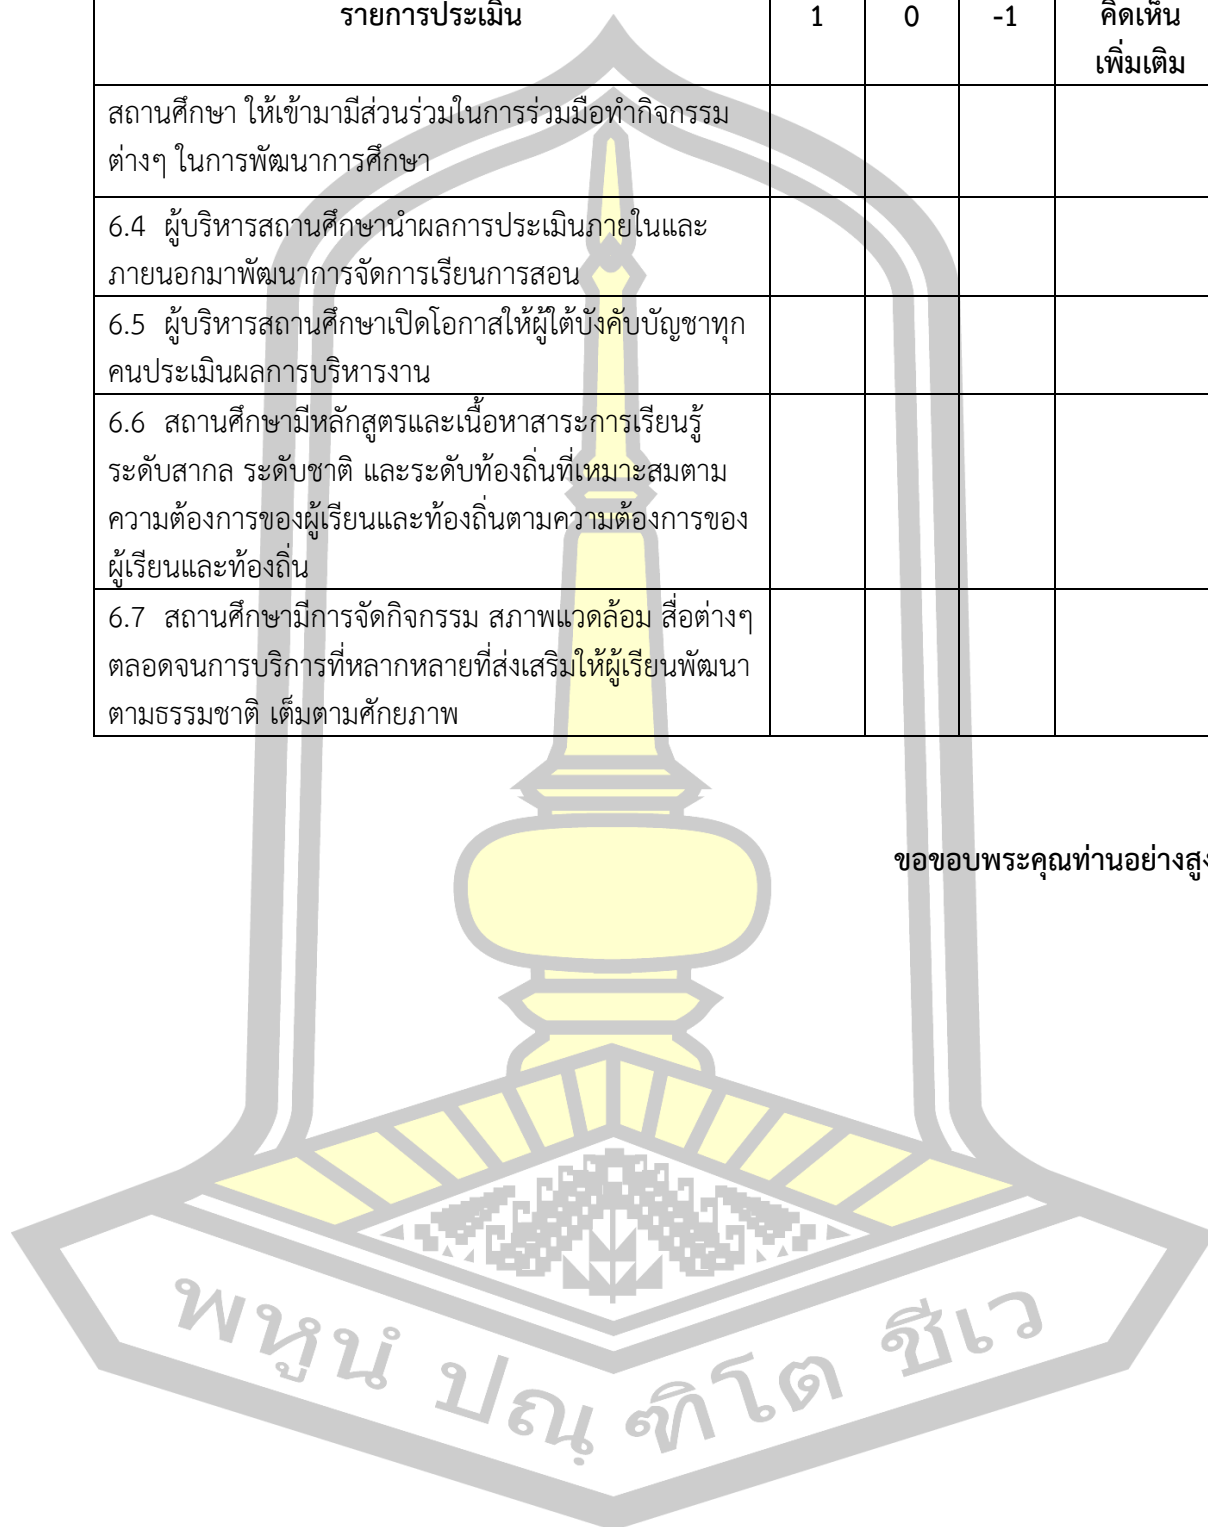 รายการประเมิน 1 0 -1 คิดเห็น
เพิ่มเติม
สถานศึกษา ให้เข้ามามีส่วนร่วมในการร่วมมือทำกิจกรรม
ต่างๆ ในการพัฒนาการศึกษา
6.4 ผู้บริหารสถานศึกษานำผลการประเมินภายในและ
ภายนอกมาพัฒนาการจัดการเรียนการสอน
6.5 ผู้บริหารสถานศึกษาเปิดโอกาสให้ผู้ใต้บังคับบัญชาทุก
คนประเมินผลการบริหารงาน
6.6 สถานศึกษามีหลักสูตรและเนื้อหาสาระการเรียนรู้
ระดับสากล ระดับชาติ และระดับท้องถิ่นที่เหมาะสมตาม
ความต้องการของผู้เรียนและท้องถิ่นตามความต้องการของ
ผู้เรียนและท้องถิ่น
6.7 สถานศึกษามีการจัดกิจกรรม สภาพแวดล้อม สื่อต่างๆ
ตลอดจนการบริการที่หลากหลายที่ส่งเสริมให้ผู้เรียนพัฒนา
ตามธรรมชาติ เต็มตามศักยภาพ
ขอขอบพระคุณท่านอย่างสูง
พหูนํ ปณฺฑิโต ชีเว